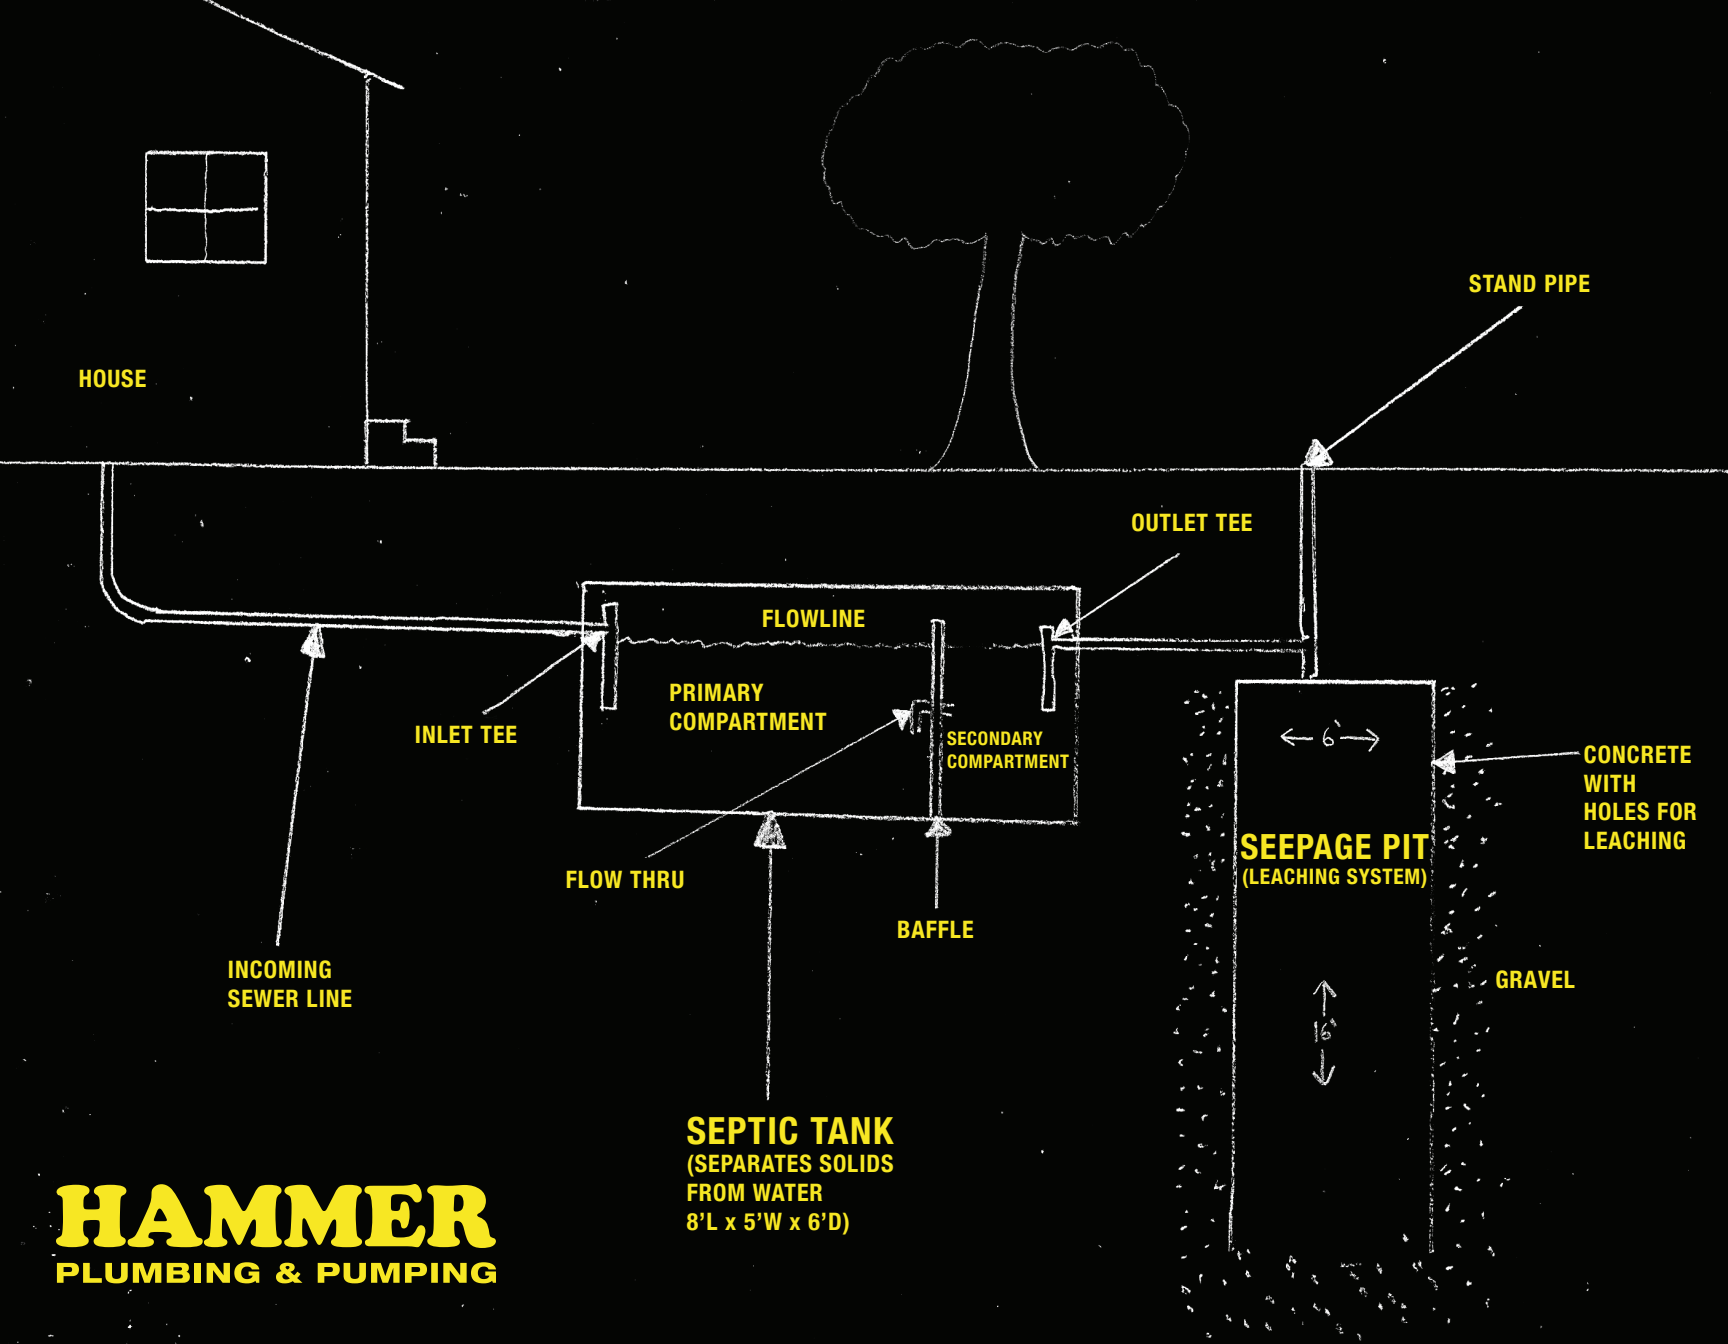 STAND PIPE
HOUSE
OUTLET TEE
FLOWLINE
PRIMARY
COMPARTMENT
INLET TEE
SECONDARY
COMPARTMENT
6'
CONCRETE
WITH
HOLES FOR
LEACHING
SEEPAGE PIT
(LEACHING SYSTEM)
FLOW THRU
BAFFLE
INCOMING
SEWER LINE
GRAVEL
16'
SEPTIC TANK
(SEPARATES SOLIDS
FROM WATER
8'L x 5'W x 6'D)
HAMMER
PLUMBING & PUMPING